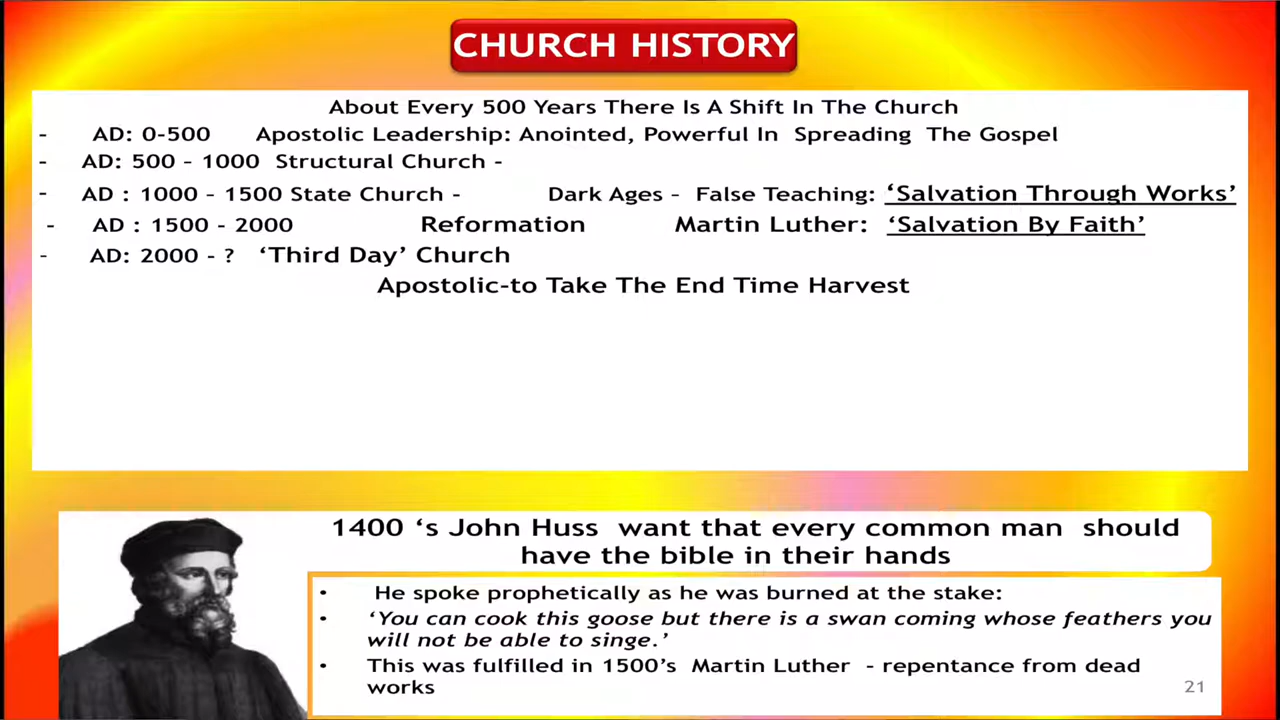 CHURCH HISTORY
About Every 500 Years There Is A Shift In The Church
- AD: 0-500 Apostolic Leadership: Anointed, Powerful In Spreading The Gospel
- AD: 500 – 1000 Structural Church -
- AD : 1000 – 1500 State Church - Dark Ages – False Teaching: ‘Salvation Through Works’
- AD : 1500 - 2000 Reformation Martin Luther: ‘Salvation By Faith’
- AD: 2000 - ? ‘Third Day’ Church
Apostolic-to Take The End Time Harvest
1400 ‘s John Huss want that every common man should
have the bible in their hands
• He spoke prophetically as he was burned at the stake:
• ‘You can cook this goose but there is a swan coming whose feathers you
will not be able to singe.’
• This was fulfilled in 1500’s Martin Luther – repentance from dead
works
21